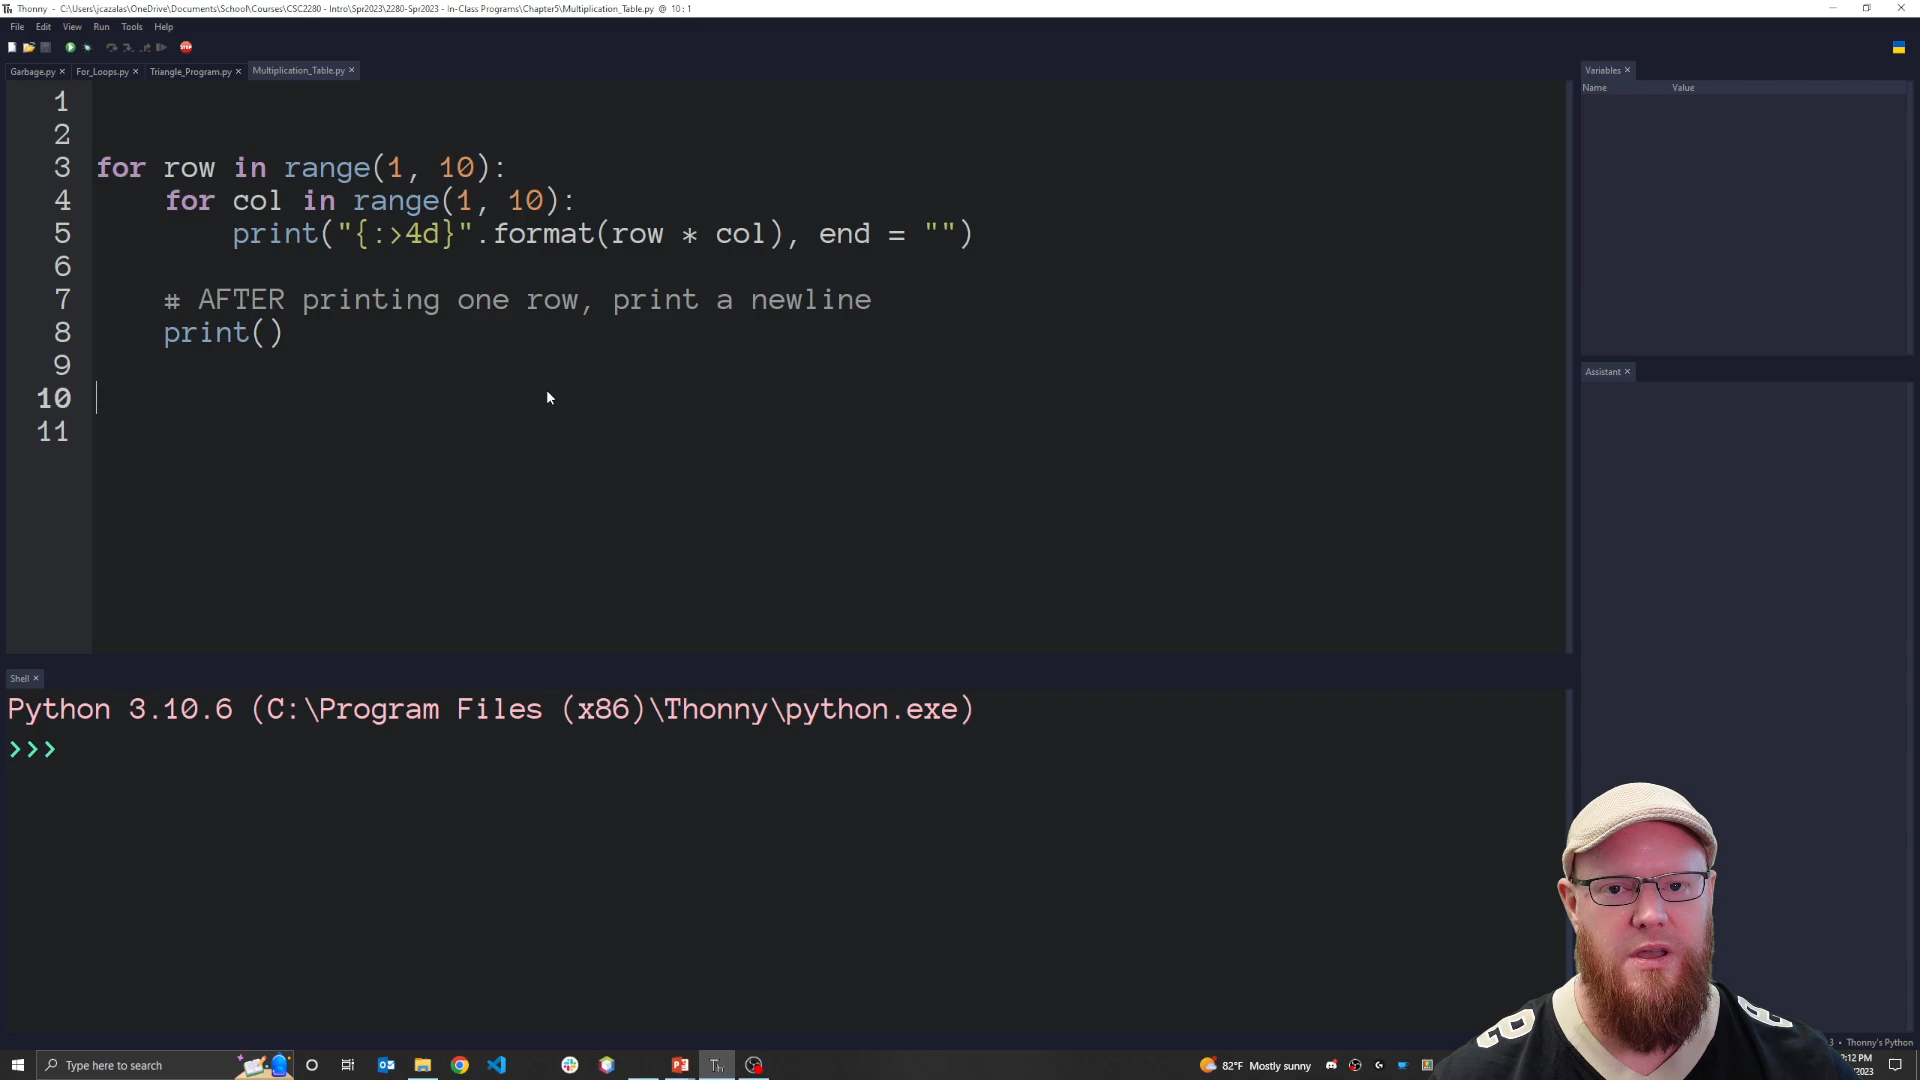 Thonny - C:\Users\jcazalas\OneDrive\Documents\School\Courses\CSC2280 - Intro\Spr2023\2280-Spr2023 - In-Class Programs\Chapter5\Multiplication_Table.py @ 10 : 1
File Edit View Run Tools Help
STOP
Garbage.py × For_Loops.py × Triangle_Program.py × Multiplication_Table.py ×
1
2
3 for row in range(1, 10):
4 for col in range(1, 10):
5 print("{:>4d}".format(row * col), end = "")
6
7 # AFTER printing one row, print a newline
8 print()
9
10
11
Variables ×
Name Value
Assistant ×
Shell ×
Python 3.10.6 (C:\Program Files (x86)\Thonny\python.exe)
>>>
Thonny's Python
Type here to search
82°F Mostly sunny
:12 PM
/2023